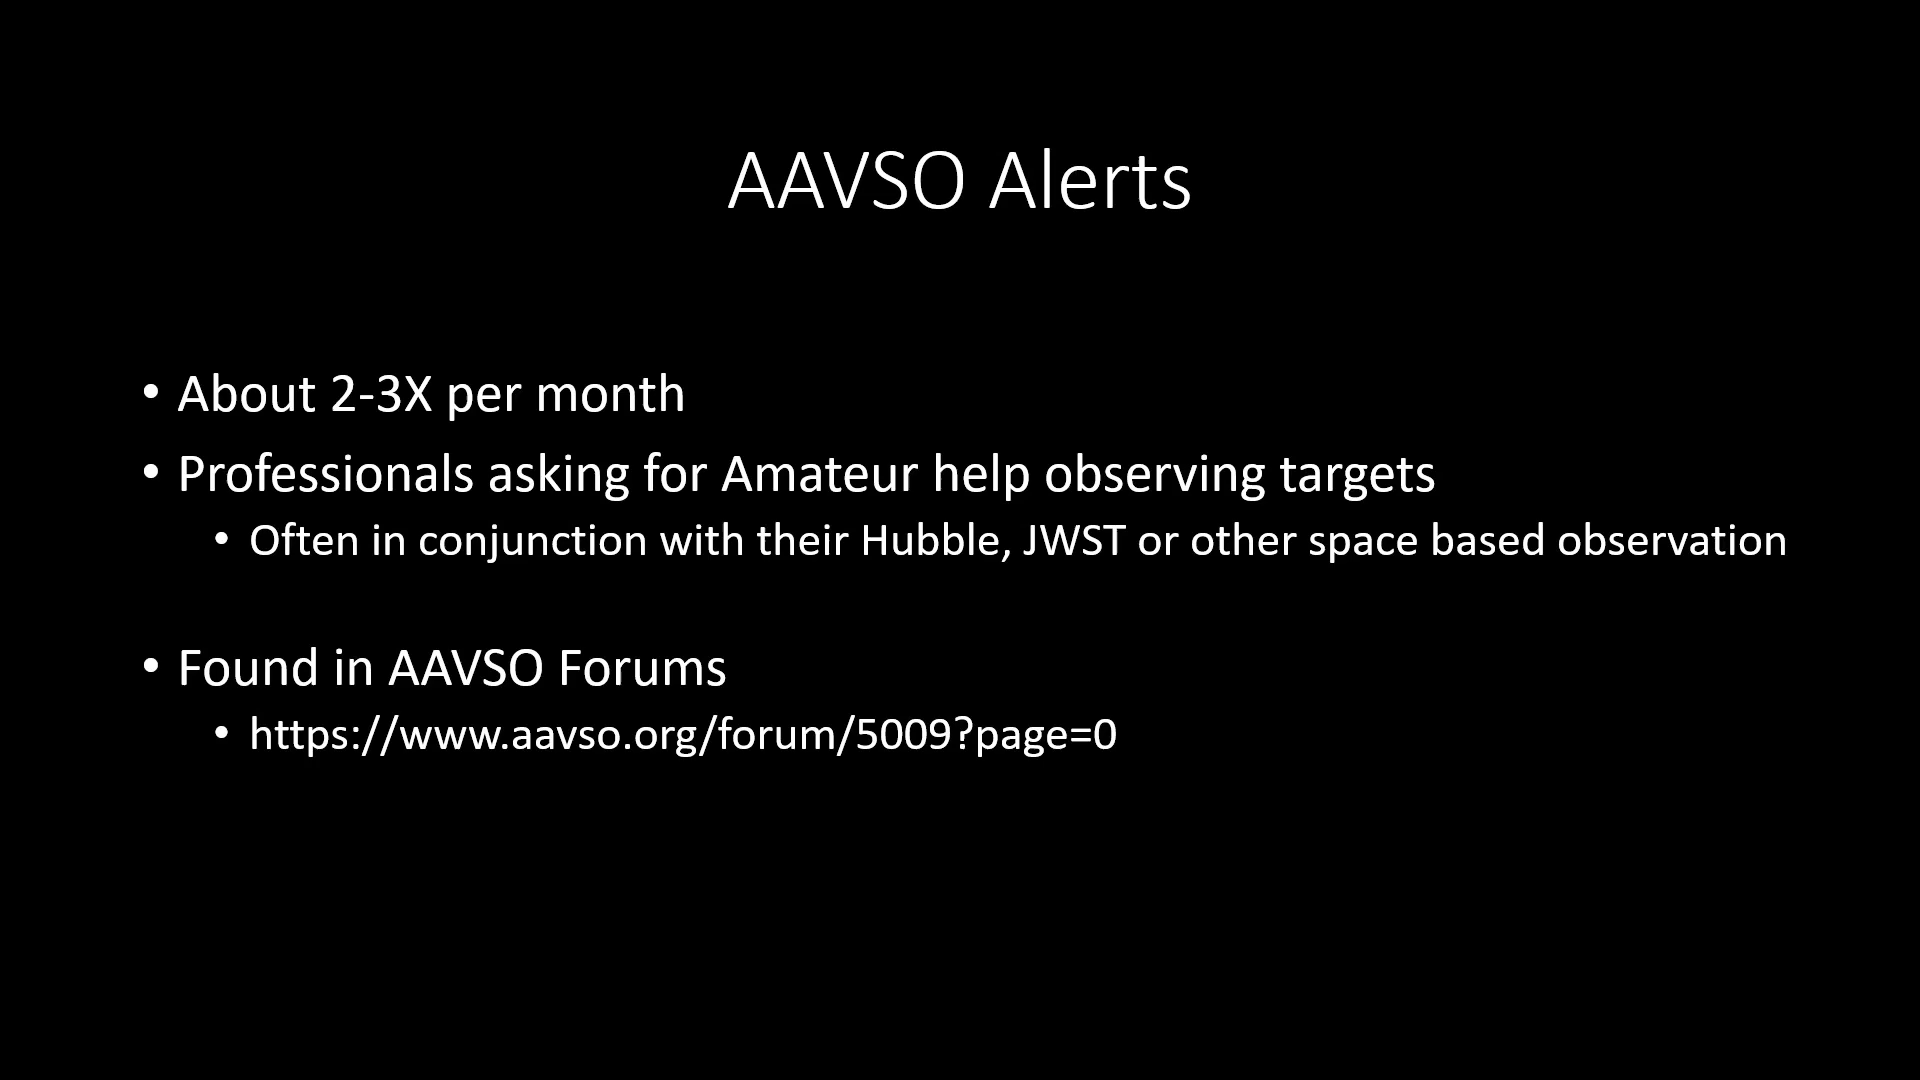 AAVSO Alerts
• About 2-3X per month
• Professionals asking for Amateur help observing targets
• Often in conjunction with their Hubble, JWST or other space based observation
• Found in AAVSO Forums
• https://www.aavso.org/forum/5009?page=0